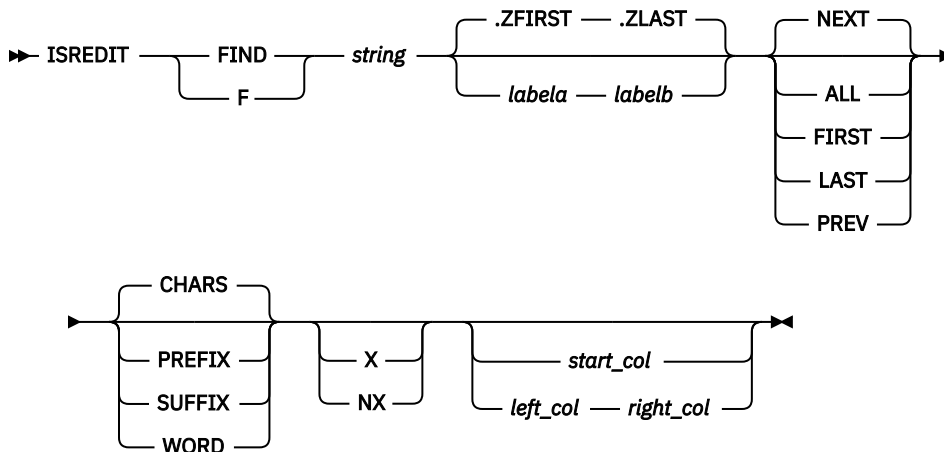 .ZFIRST .ZLAST NEXT
ISREDIT FIND string
F labela labelb ALL
FIRST
LAST
PREV
CHARS
PREFIX X start_col
SUFFIX NX left_col right_col
WORD